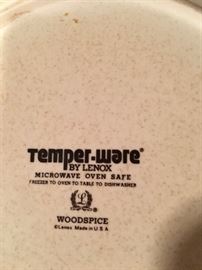 Temper-ware®
BY LENOX
MICROWAVE OVEN SAFE
FREEZER TO OVEN TO TABLE TO DISHWASHER
L
WOODSPICE
©Lenox Made in U S A